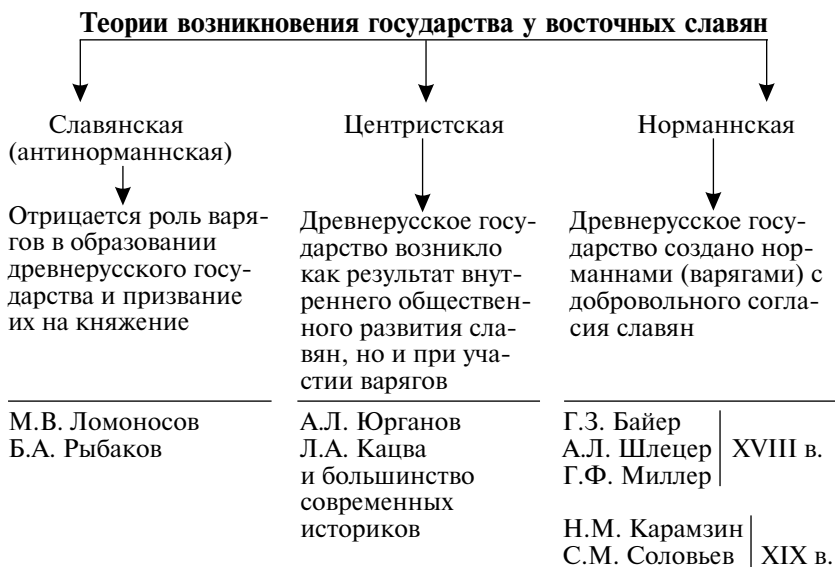 Теории возникновения государства у восточных славян
Славянская
(антинорманнская)
Отрицается роль варя-
гов в образовании
древнерусского госу-
дарства и призвание
их на княжение
М.В. Ломоносов
Б.А. Рыбаков
Центристская
Древнерусское госу-
дарство возникло
как результат внут-
реннего обществен-
ного развития сла-
вян, но и при уча-
стии варягов
А.Л. Юрганов
Л.А. Кацва
и большинство
современных
историков
Норманнская
Древнерусское госу-
дарство создано нор-
маннами (варягами) с
добровольного согла-
сия славян
Г.З. Байер
А.Л. Шлецер XVIII в.
Г.Ф. Миллер
Н.М. Карамзин
С.М. Соловьев XIX в.